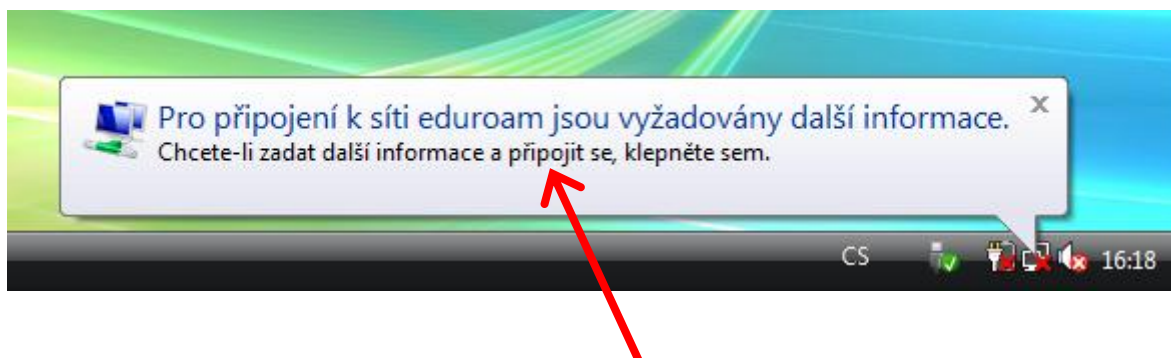 Pro připojení k síti eduroam jsou vyžadovány další informace.
Chcete-li zadat další informace a připojit se, klepněte sem.
CS 16:18